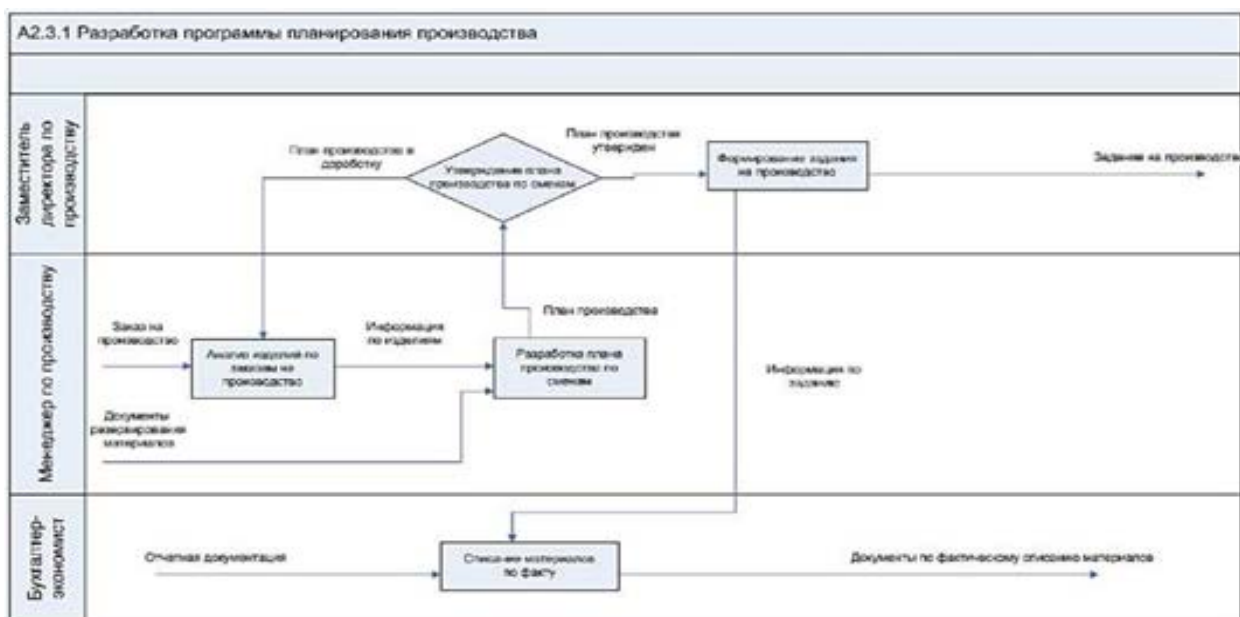 А2.3.1 Разработка программы планирования производства
Заместитель
директора по
производству
План производства в
доработку
Утверждение плана
производства по сменам
План производства
утвержден
Формирование задания
на производство
Задание на производство
Менеджер по производству
Заказ на
производство
Анализ изделий по
заказам на
производство
Информация
по изделиям
План производства
Разработка плана
производства по
сменам
Документы
резервирования
материалов
Информация по
заданию
Бухгалтер-
экономист
Отчетная документация
Списание материалов
по факту
Документы по фактическому списанию материалов